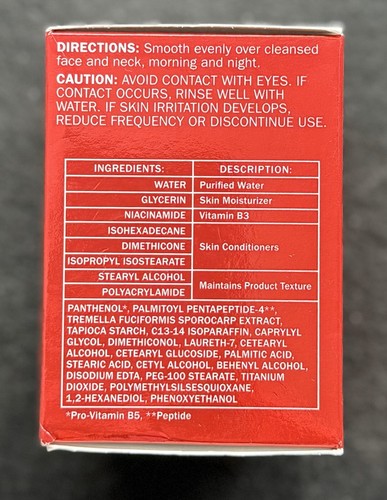 DIRECTIONS: Smooth evenly over cleansed
face and neck, morning and night.
CAUTION: AVOID CONTACT WITH EYES. IF
CONTACT OCCURS, RINSE WELL WITH
WATER. IF SKIN IRRITATION DEVELOPS,
REDUCE FREQUENCY OR DISCONTINUE USE.
INGREDIENTS: DESCRIPTION:
WATER Purified Water
GLYCERIN Skin Moisturizer
NIACINAMIDE Vitamin B3
ISOHEXADECANE
DIMETHICONE Skin Conditioners
ISOPROPYL ISOSTEARATE
STEARYL ALCOHOL
Maintains Product Texture
POLYACRYLAMIDE
PANTHENOL*, PALMITOYL PENTAPEPTIDE-4**,
TREMELLA FUCIFORMIS SPOROCARP EXTRACT,
TAPIOCA STARCH, C13-14 ISOPARAFFIN, CAPRYLYL
GLYCOL, DIMETHICONOL, LAURETH-7, CETEARYL
ALCOHOL, CETEARYL GLUCOSIDE, PALMITIC ACID,
STEARIC ACID, CETYL ALCOHOL, BEHENYL ALCOHOL,
DISODIUM EDTA, PEG-100 STEARATE, TITANIUM
DIOXIDE, POLYMETHYLSILSESQUIOXANE,
1,2-HEXANEDIOL, PHENOXYETHANOL
*Pro-Vitamin B5, **Peptide